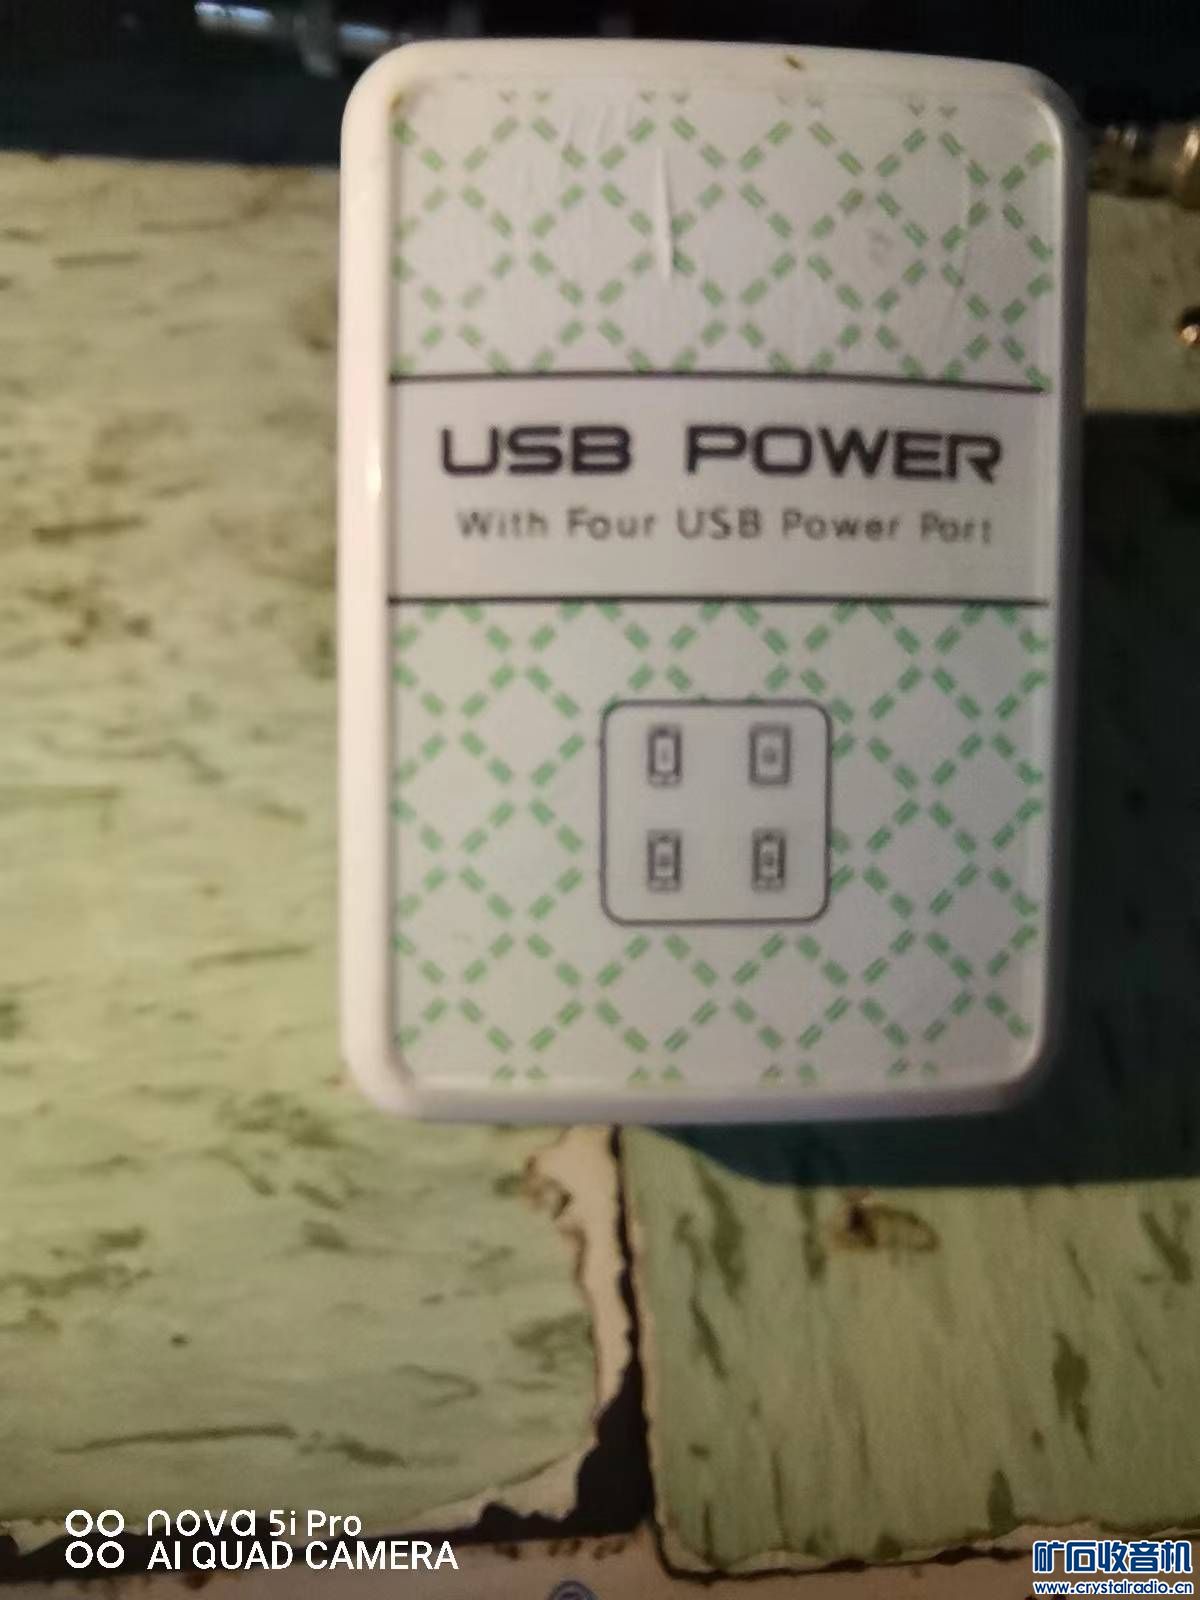 USB POWER
With Four USB Power Port
nova 5i Pro
AI QUAD CAMERA
矿石收音机
www.crystalradio.cn